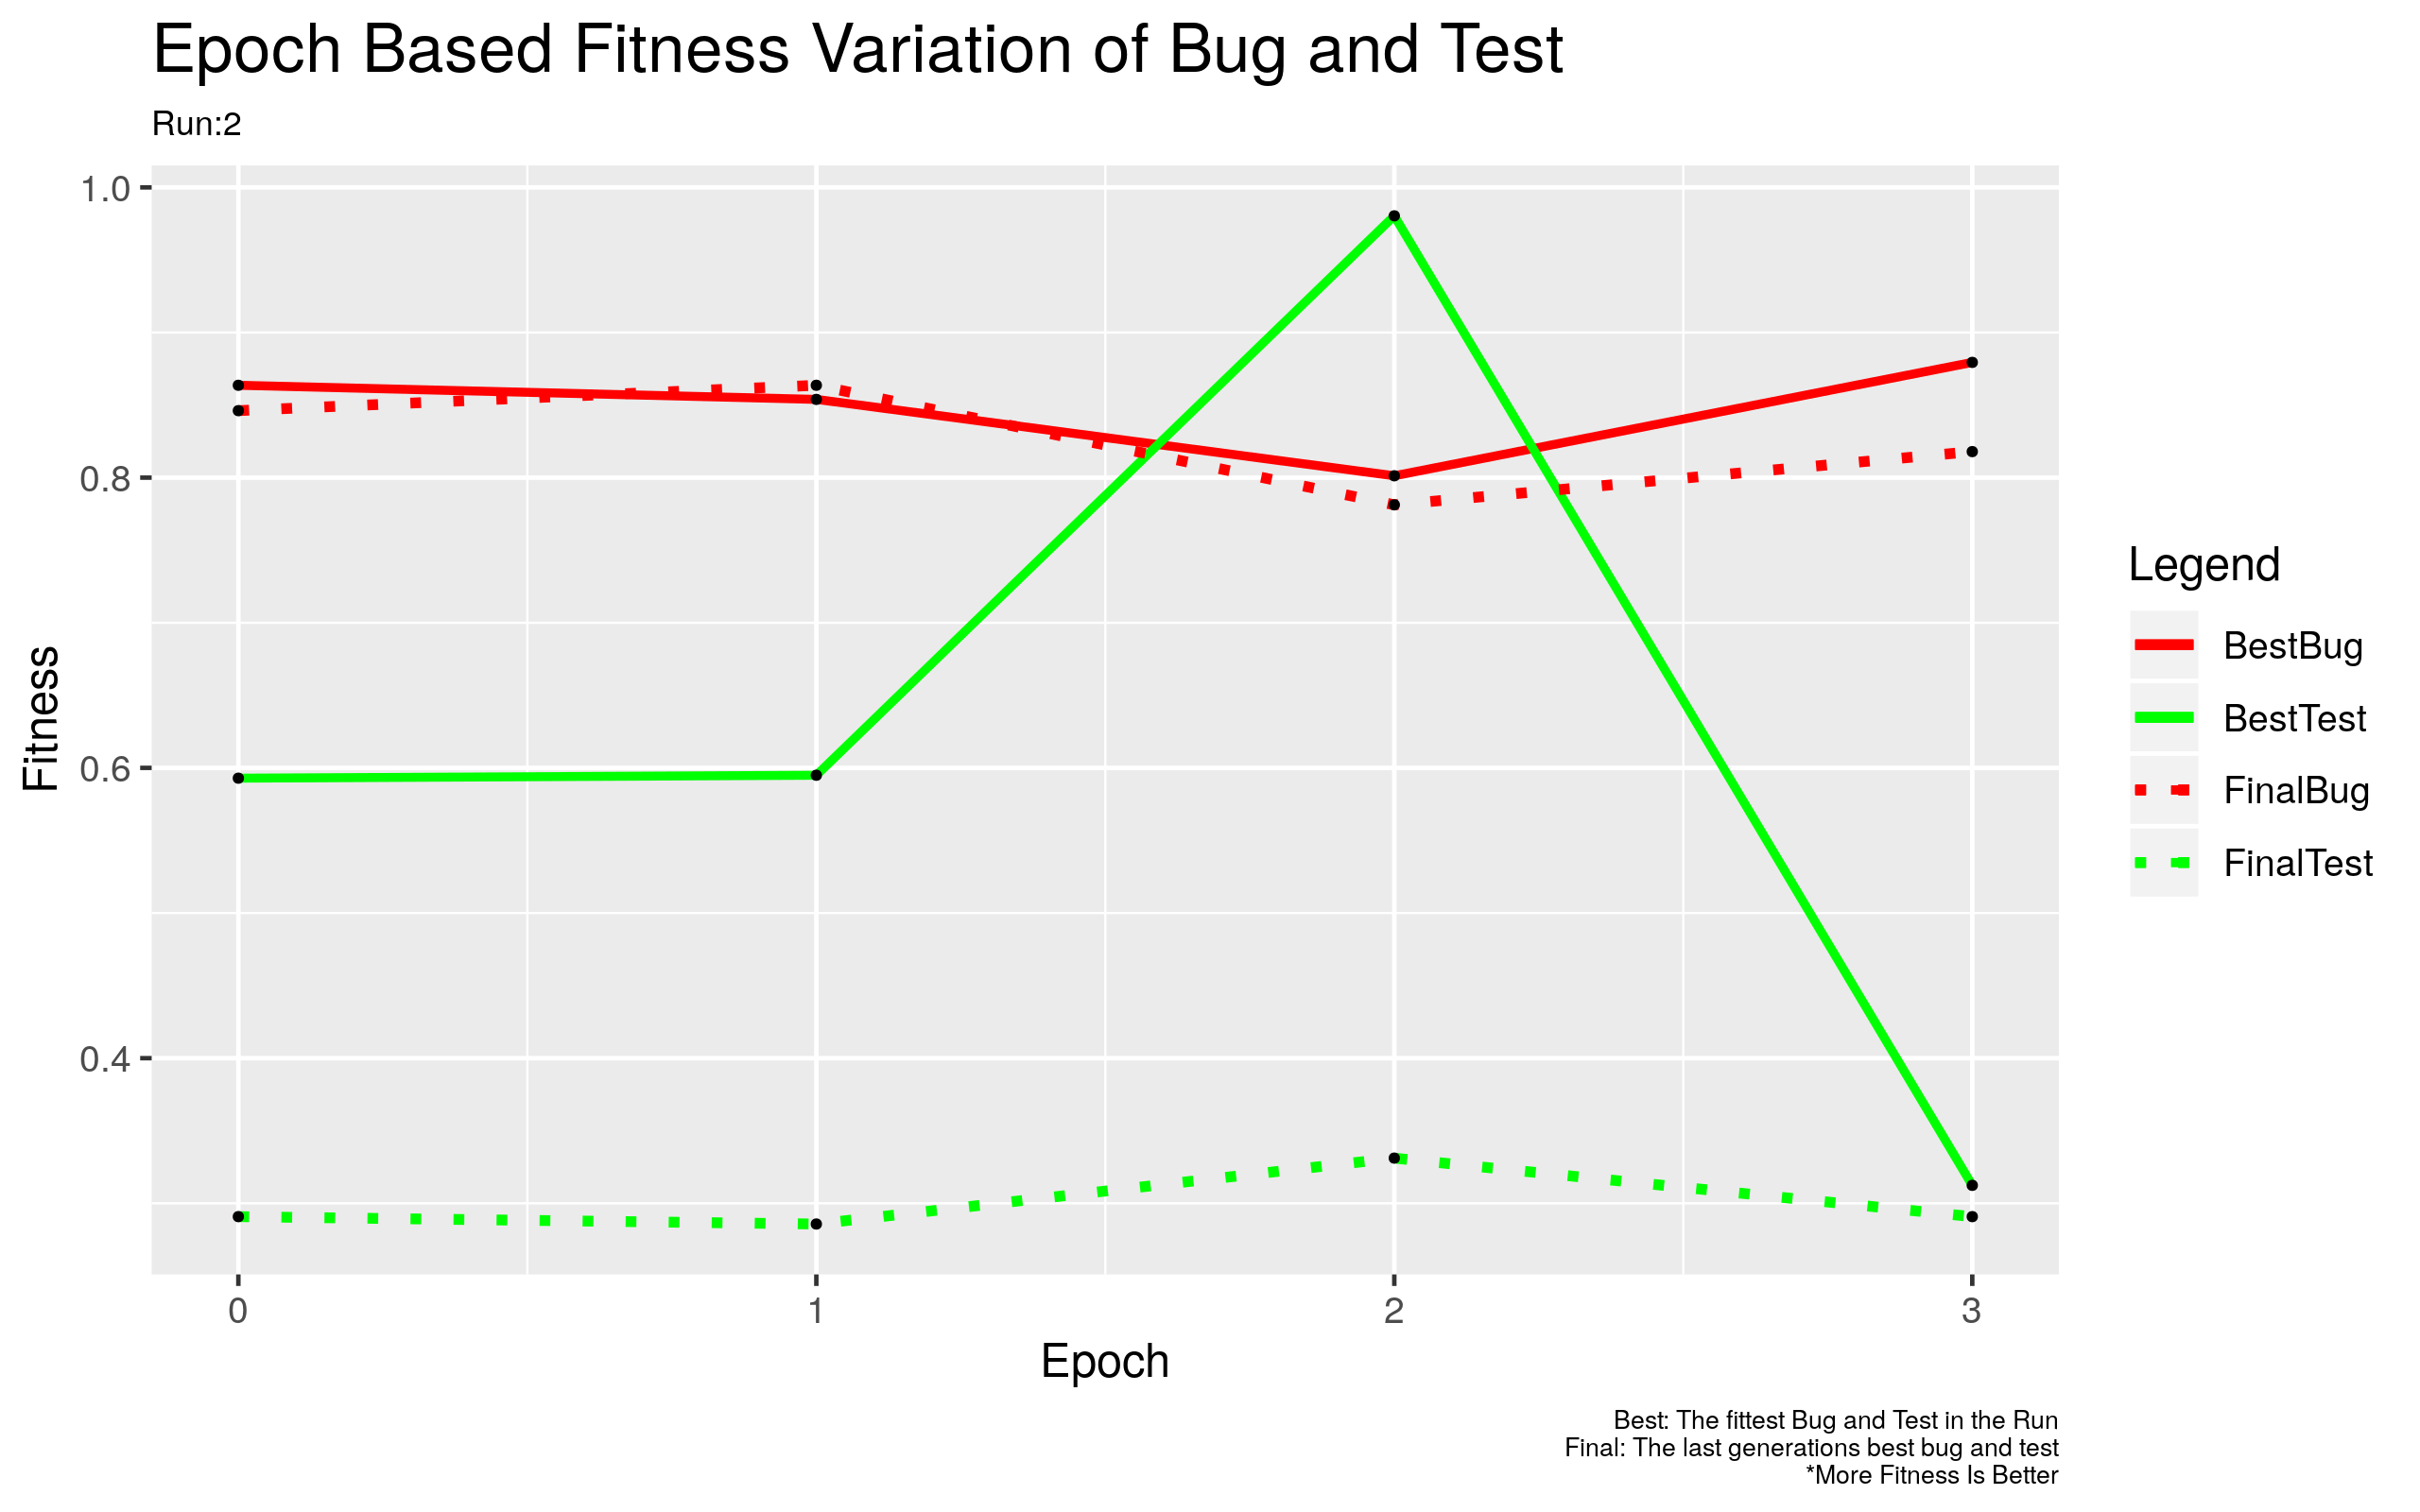 Epoch Based Fitness Variation of Bug and Test
Run:2
1.0
0.8
0.6
0.4
Fitness
0
1
2
3
Epoch
Legend
BestBug
BestTest
FinalBug
FinalTest
Best: The fittest Bug and Test in the Run
Final: The last generations best bug and test
*More Fitness Is Better